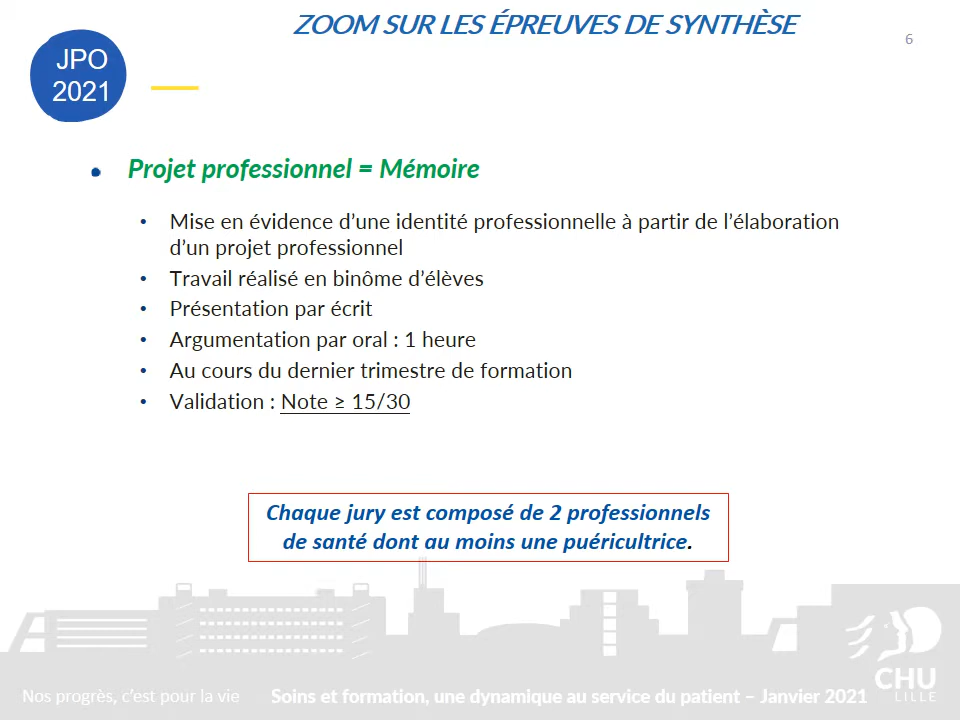 ZOOM SUR LES ÉPREUVES DE SYNTHÈSE
6
JPO
2021
• Projet professionnel = Mémoire
• Mise en évidence d’une identité professionnelle à partir de l’élaboration
d’un projet professionnel
• Travail réalisé en binôme d’élèves
• Présentation par écrit
• Argumentation par oral : 1 heure
• Au cours du dernier trimestre de formation
• Validation : Note ≥ 15/30
Chaque jury est composé de 2 professionnels
de santé dont au moins une puéricultrice.
Nos progrès, c’est pour la vie
Soins et formation, une dynamique au service du patient – Janvier 2021
CHU
LILLE